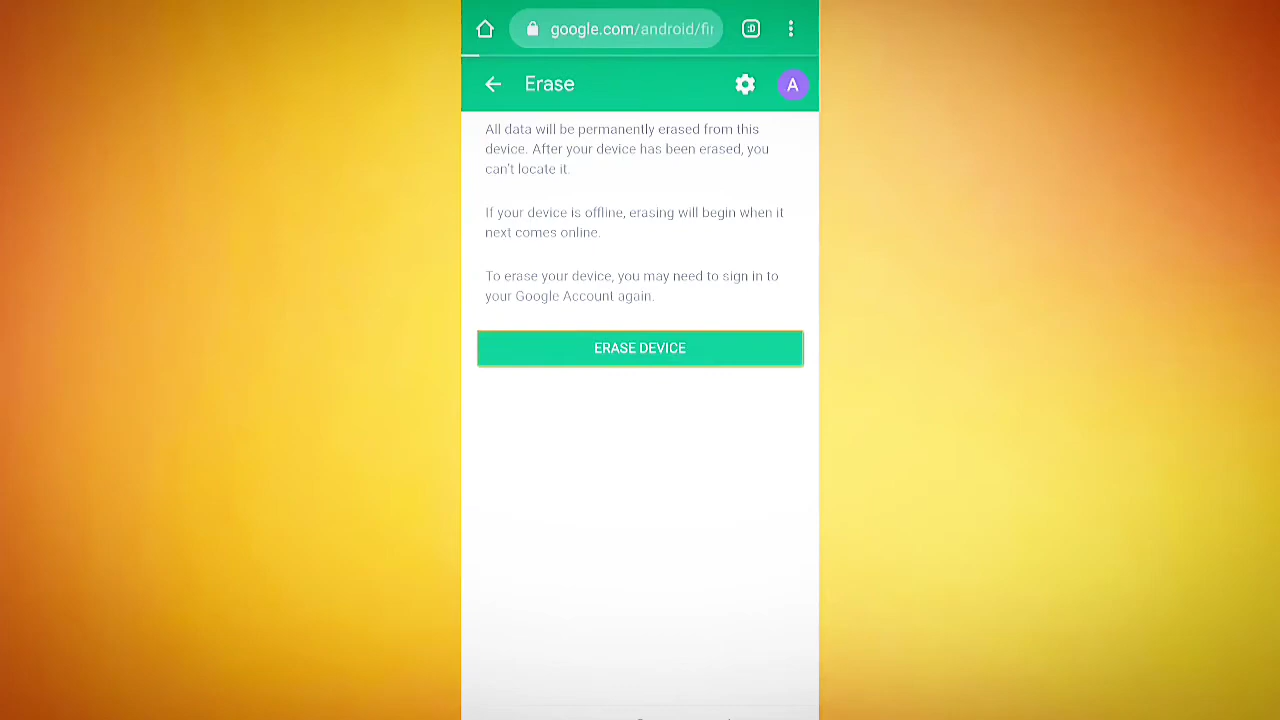 google.com/android/fi
:D
Erase
A
All data will be permanently erased from this
device. After your device has been erased, you
can't locate it.
If your device is offline, erasing will begin when it
next comes online.
To erase your device, you may need to sign in to
your Google Account again.
ERASE DEVICE